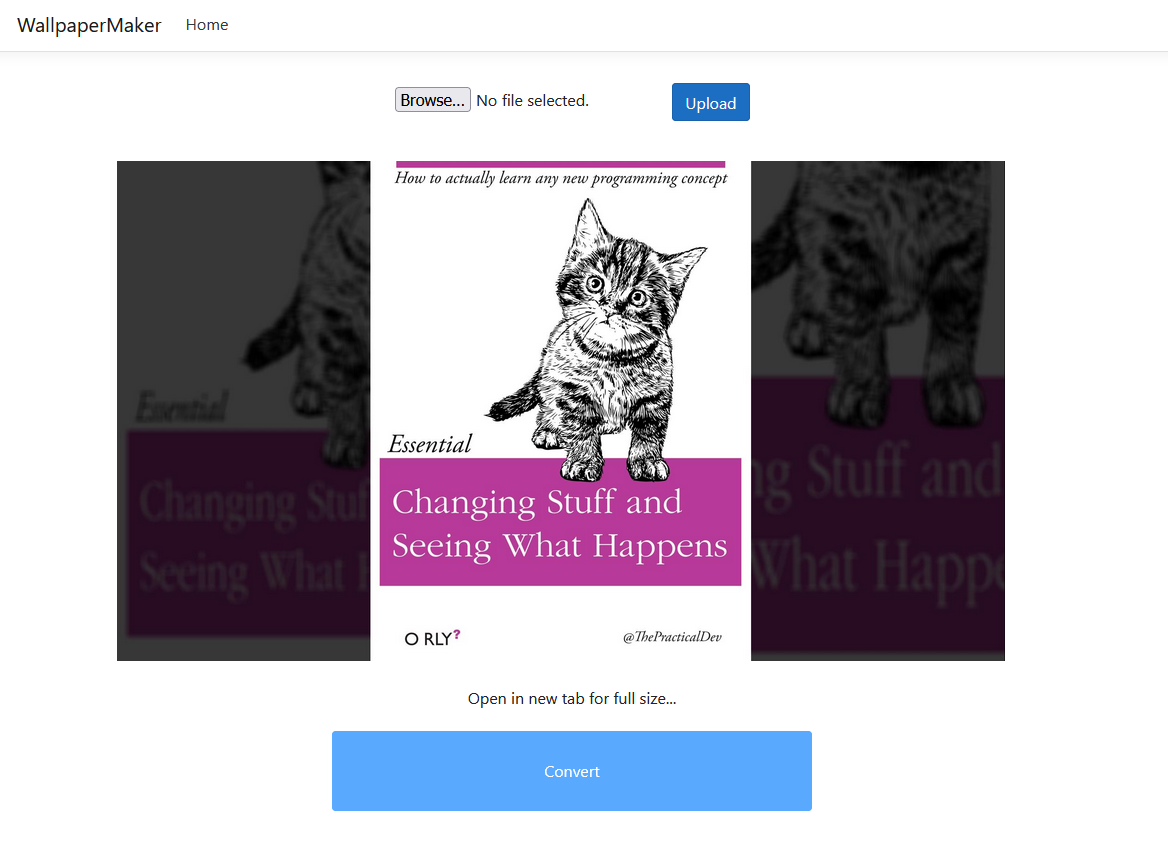 WallpaperMaker Home
Browse... No file selected. Upload
How to actually learn any new programming concept
Essential
Changing Stuff and
Seeing What Happens
O RLY?
@ThePracticalDev
Essential
Changing Stuf
Seeing What
ng Stuff and
What Happe
Open in new tab for full size...
Convert